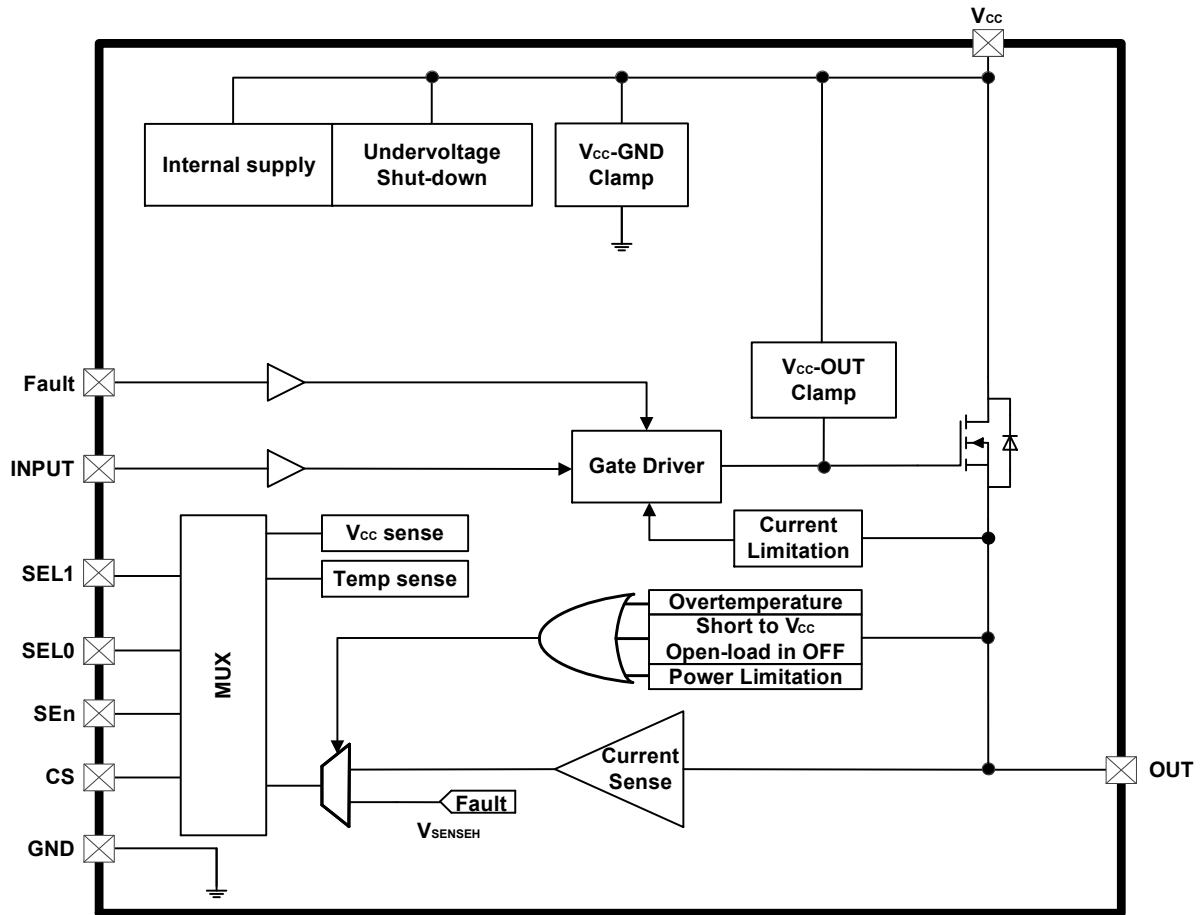 Vcc
Internal supply
Undervoltage
Shut-down
Vcc-GND
Clamp
Vcc-OUT
Clamp
Fault
INPUT
Gate Driver
Current
Limitation
SEL1
SEL0
SEn
CS
GND
MUX
Vcc sense
Temp sense
Overtemperature
Short to Vcc
Open-load in OFF
Power Limitation
Current
Sense
Fault
VSENSEH
OUT